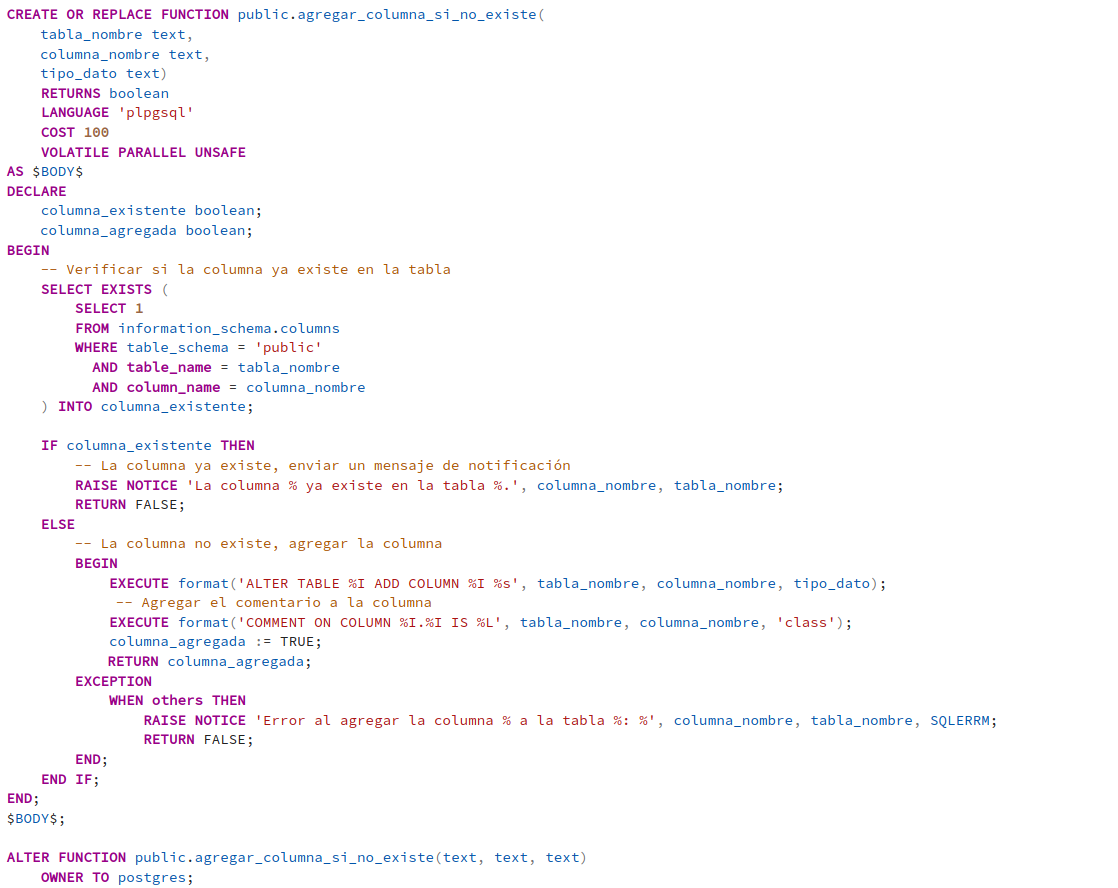 CREATE OR REPLACE FUNCTION public.agregar_columna_si_no_existe(
    tabla_nombre text,
    columna_nombre text,
    tipo_dato text)
    RETURNS boolean
    LANGUAGE 'plpgsql'
    COST 100
    VOLATILE PARALLEL UNSAFE
AS $BODY$
DECLARE
    columna_existente boolean;
    columna_agregada boolean;
BEGIN
    -- Verificar si la columna ya existe en la tabla
    SELECT EXISTS (
        SELECT 1
        FROM information_schema.columns
        WHERE table_schema = 'public'
          AND table_name = tabla_nombre
          AND column_name = columna_nombre
    ) INTO columna_existente;

    IF columna_existente THEN
        -- La columna ya existe, enviar un mensaje de notificación
        RAISE NOTICE 'La columna % ya existe en la tabla %.', columna_nombre, tabla_nombre;
        RETURN FALSE;
    ELSE
        -- La columna no existe, agregar la columna
        BEGIN
            EXECUTE format('ALTER TABLE %I ADD COLUMN %I %s', tabla_nombre, columna_nombre, tipo_dato);
             -- Agregar el comentario a la columna
            EXECUTE format('COMMENT ON COLUMN %I.%I IS %L', tabla_nombre, columna_nombre, 'class');
            columna_agregada := TRUE;
            RETURN columna_agregada;
        EXCEPTION
            WHEN others THEN
                RAISE NOTICE 'Error al agregar la columna % a la tabla %: %', columna_nombre, tabla_nombre, SQLERRM;
                RETURN FALSE;
        END;
    END IF;
END;
$BODY$;

ALTER FUNCTION public.agregar_columna_si_no_existe(text, text, text)
    OWNER TO postgres;